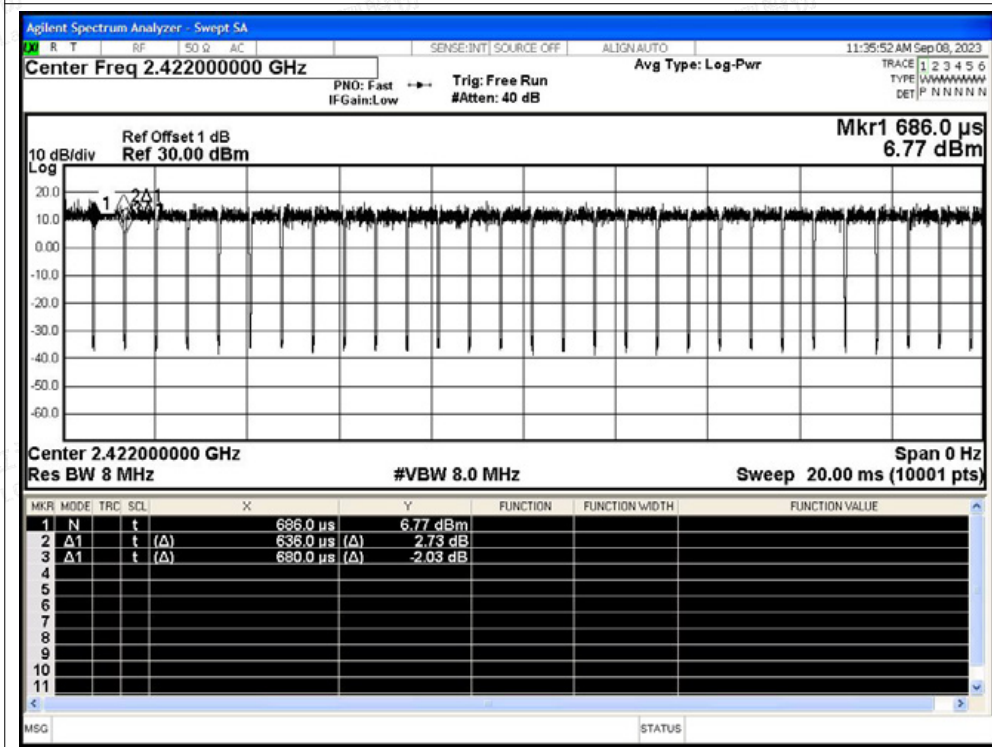 Agilent Spectrum Analyzer - Swept SA
R T RF 50 Ω AC SENSE:INT SOURCE OFF ALIGN AUTO 11:35:52 AM Sep 08, 2023
Center Freq 2.422000000 GHz Avg Type: Log-Pwr TRACE 1 2 3 4 5 6
PNO: Fast Trig: Free Run TYPE WWWWWWW
IFGain:Low #Atten: 40 dB DET P N N N N N
Mkr1 686.0 µs
Ref Offset 1 dB
10 dB/div Ref 30.00 dBm 6.77 dBm
Log
20.0
1 2Δ1
10.0
0.00
-10.0
-20.0
-30.0
-40.0
-50.0
-60.0
Center 2.422000000 GHz Span 0 Hz
Res BW 8 MHz #VBW 8.0 MHz Sweep 20.00 ms (10001 pts)
MKR MODE TRC SCL X Y FUNCTION FUNCTION WIDTH FUNCTION VALUE
1 N t 686.0 µs 6.77 dBm
2 Δ1 t (Δ) 636.0 µs (Δ) 2.73 dB
3 Δ1 t (Δ) 680.0 µs (Δ) -2.03 dB
4
5
6
7
8
9
10
11
MSG STATUS